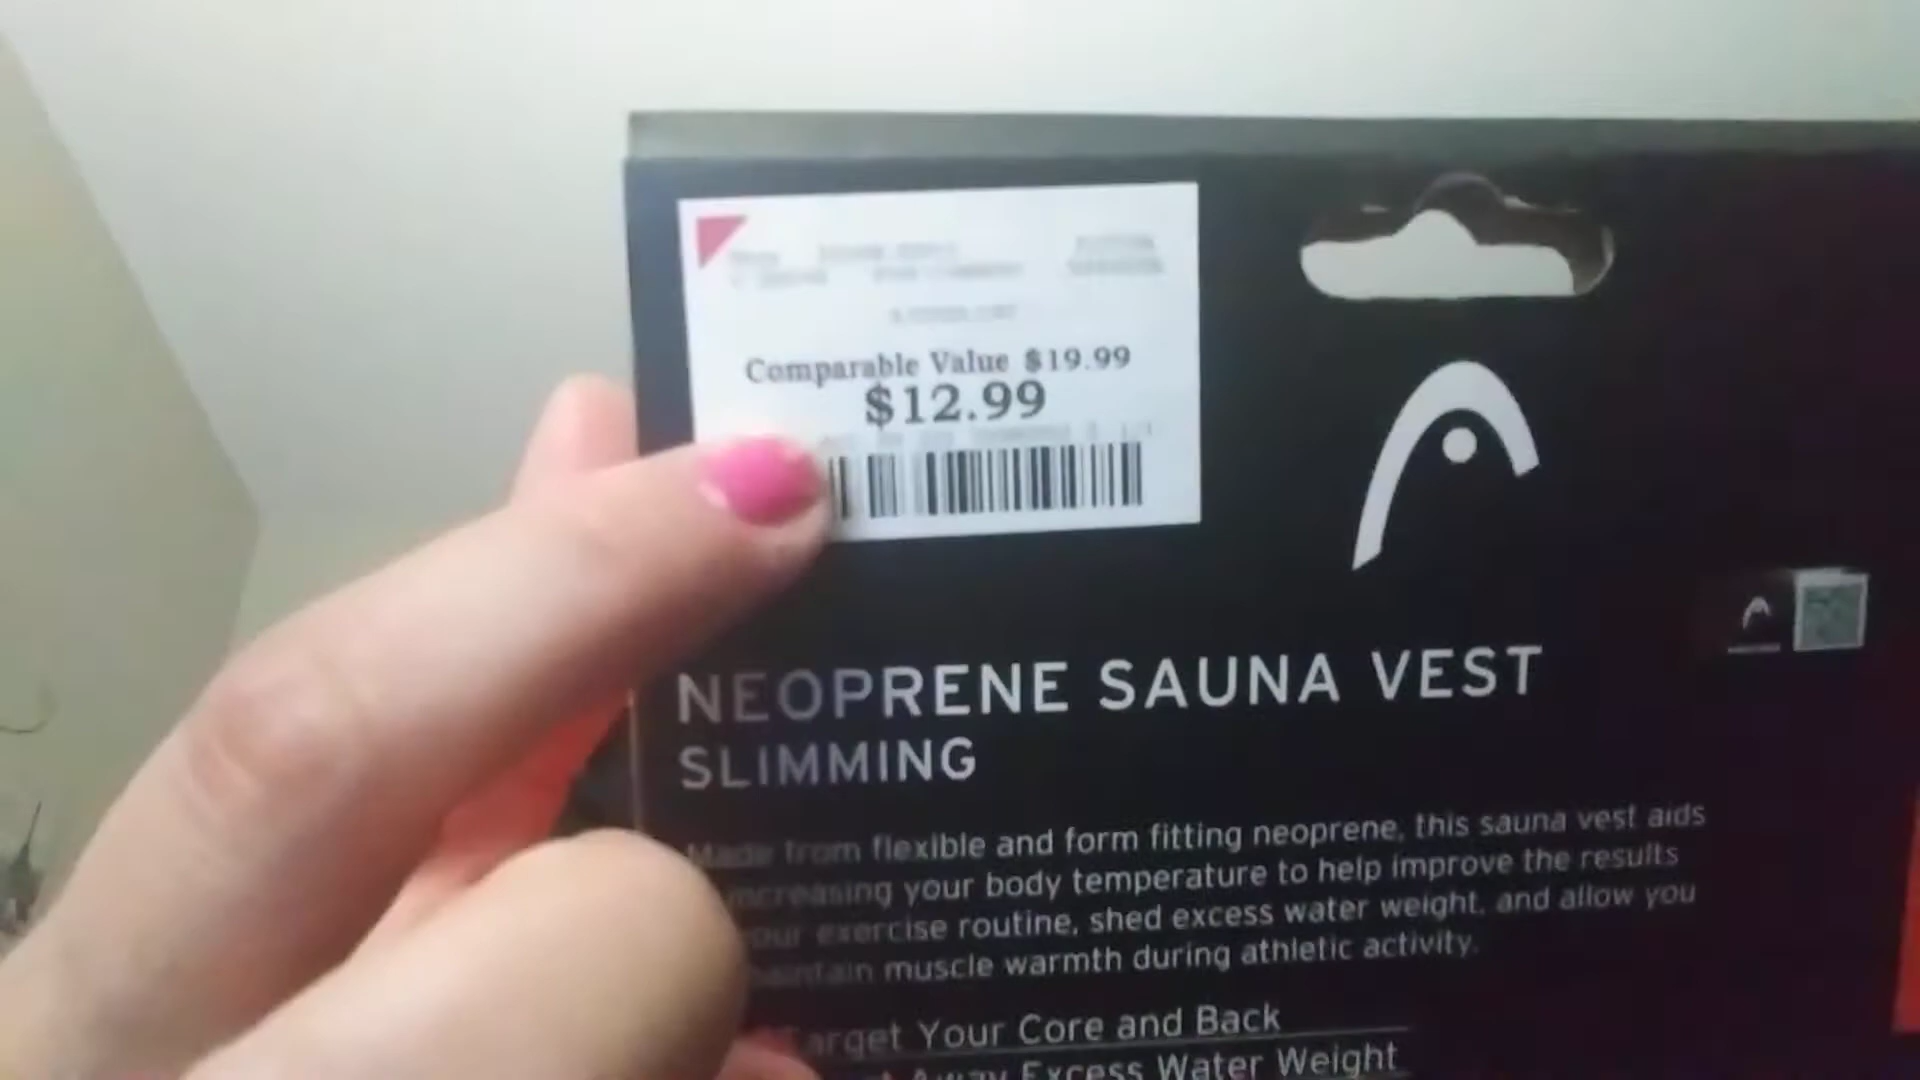 Comparable Value $19.99
$12.99
NEOPRENE SAUNA VEST
SLIMMING
Made from flexible and form fitting neoprene, this sauna vest aids
increasing your body temperature to help improve the results
your exercise routine, shed excess water weight, and allow you
maintain muscle warmth during athletic activity.
Target Your Core and Back
Away Excess Water Weight